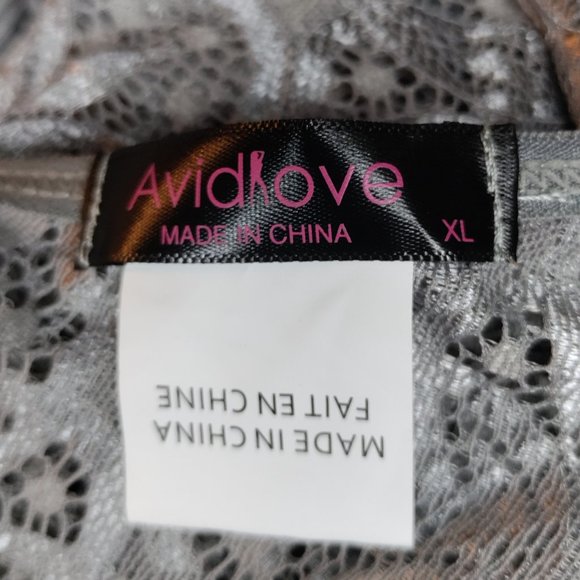 Avidlove
MADE IN CHINA XL
MADE IN CHINA
FAIT EN CHINE